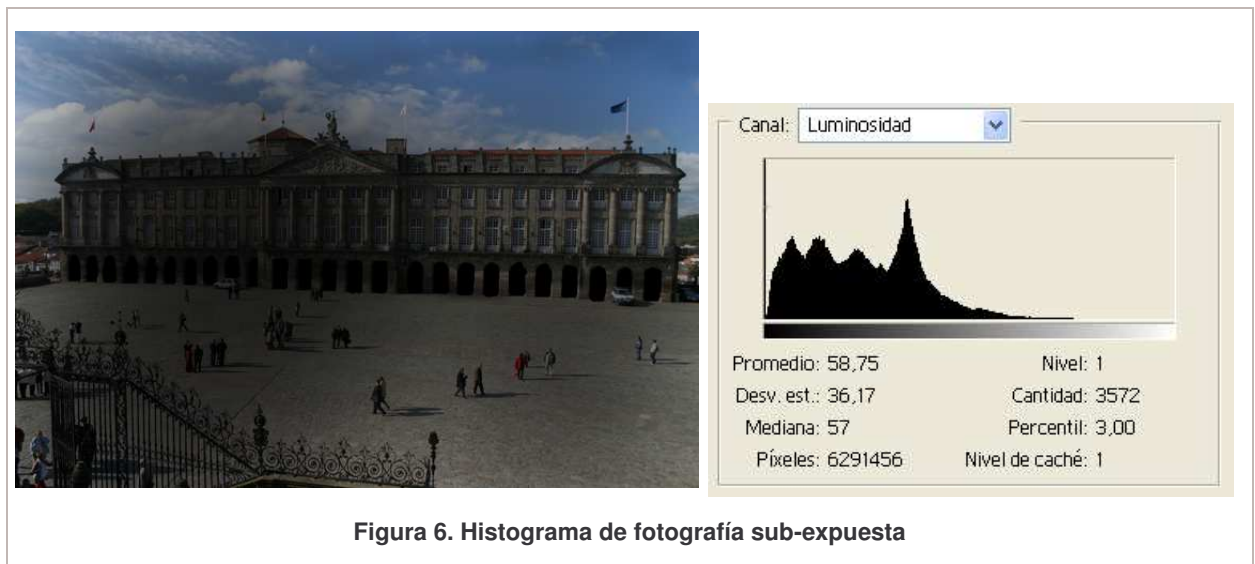 Canal: Luminosidad
Promedio: 58,75 Nivel: 1
Desv. est.: 36,17 Cantidad: 3572
Mediana: 57 Percentil: 3,00
Píxeles: 6291456 Nivel de caché: 1
Figura 6. Histograma de fotografía sub-expuesta